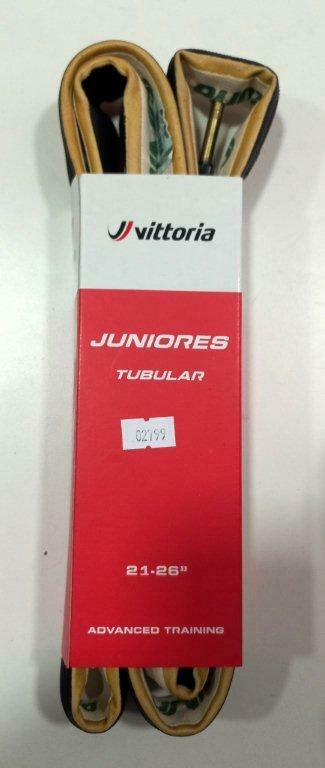 vittoria
JUNIORES
TUBULAR
02799
21-26"
ADVANCED TRAINING